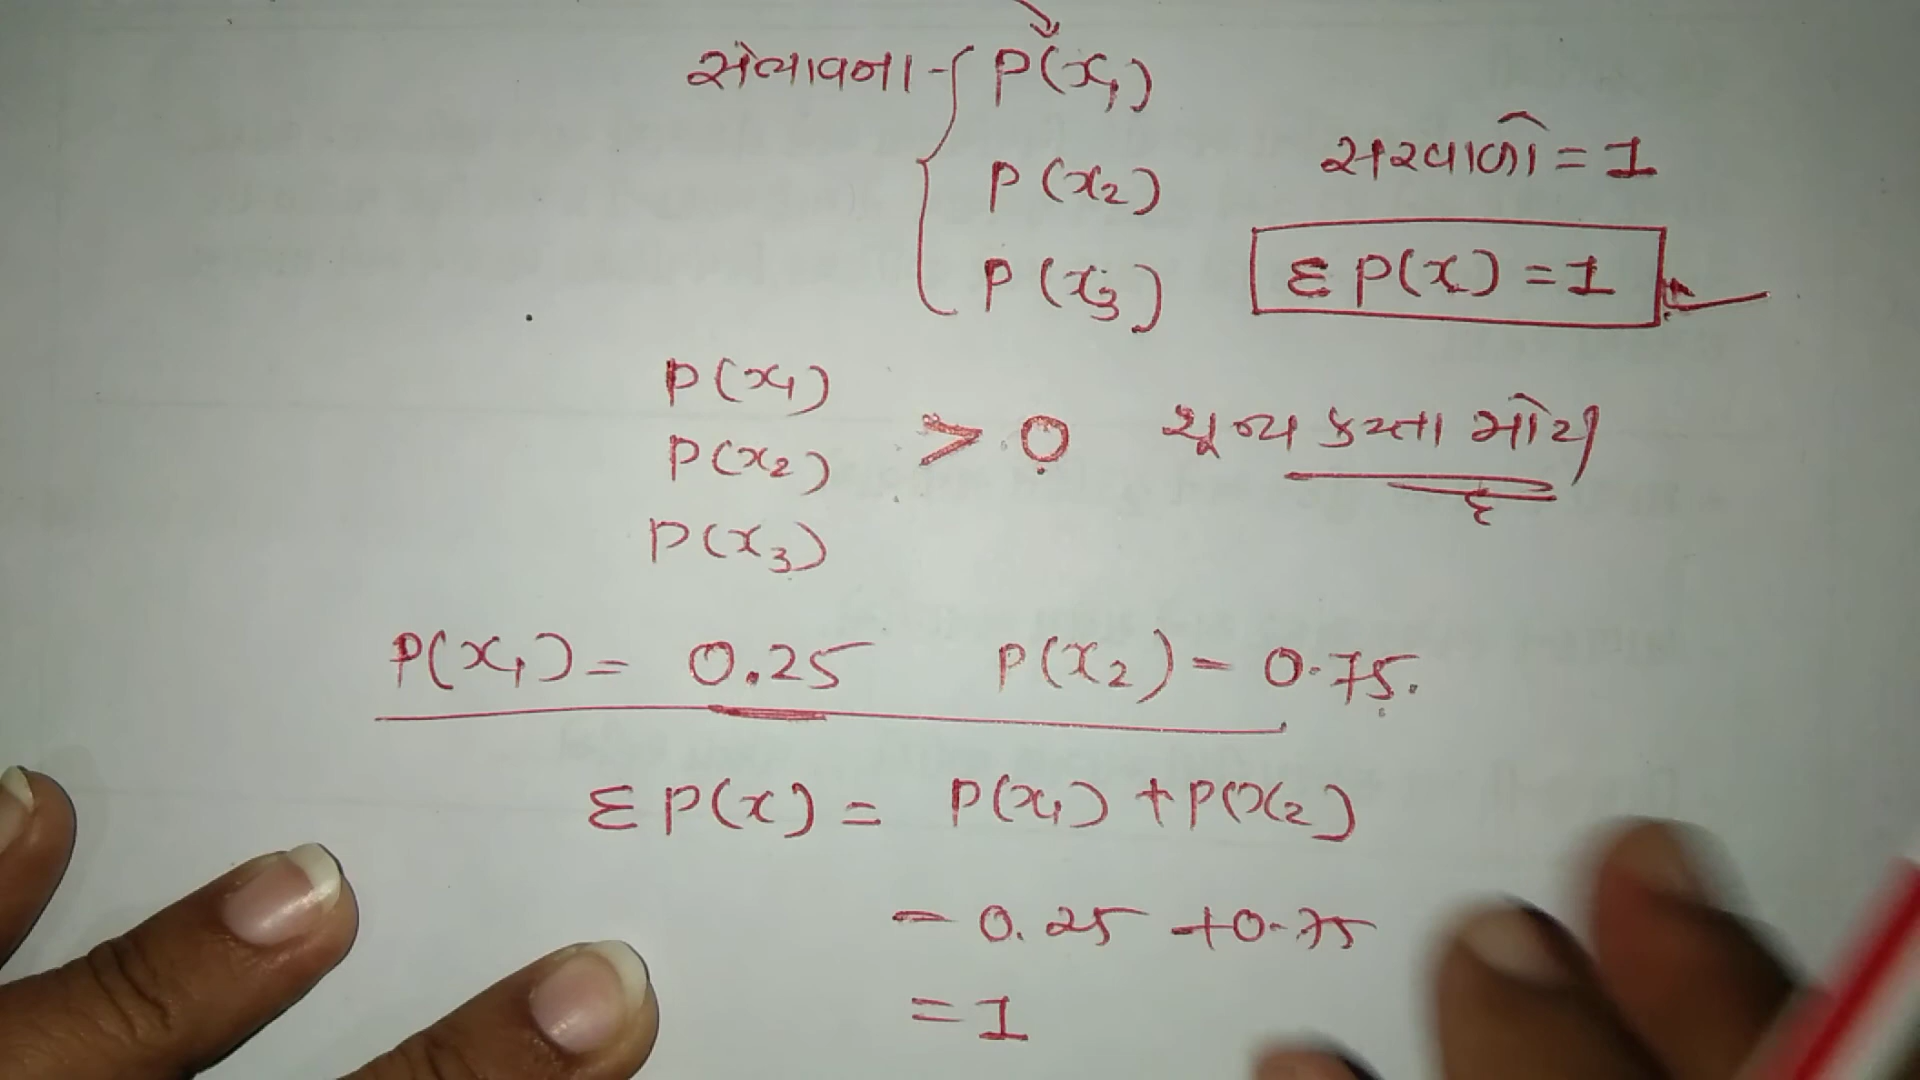 સંભાવના - { P(x₁)
P(x₂)
સરવાળો = 1
P(x₃)
Σ P(x) = 1
P(x₁)
P(x₂) > 0 શૂન્ય કરતા મોટી
P(x₃)
P(x₁) = 0.25 P(x₂) = 0.75.
Σ P(x) = P(x₁) + P(x₂)
= 0.25 + 0.75
= 1